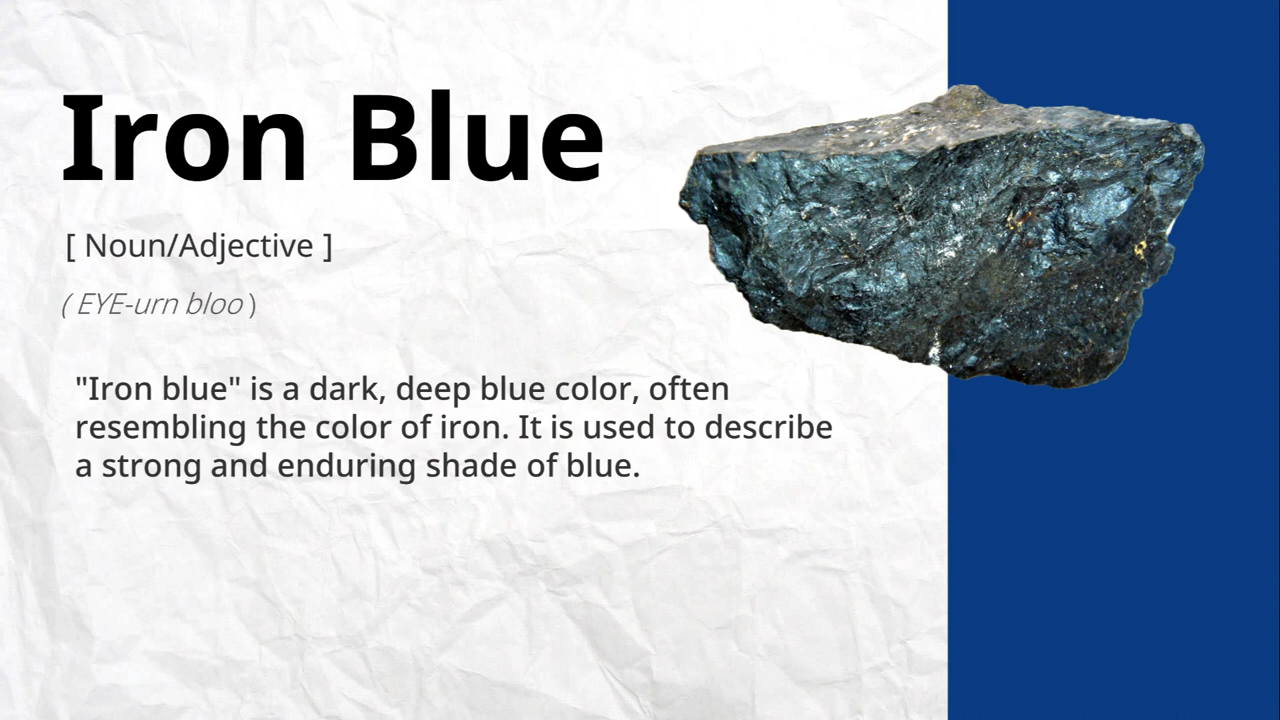 Iron Blue
[ Noun/Adjective ]
( EYE-urn bloo )
"Iron blue" is a dark, deep blue color, often
resembling the color of iron. It is used to describe
a strong and enduring shade of blue.